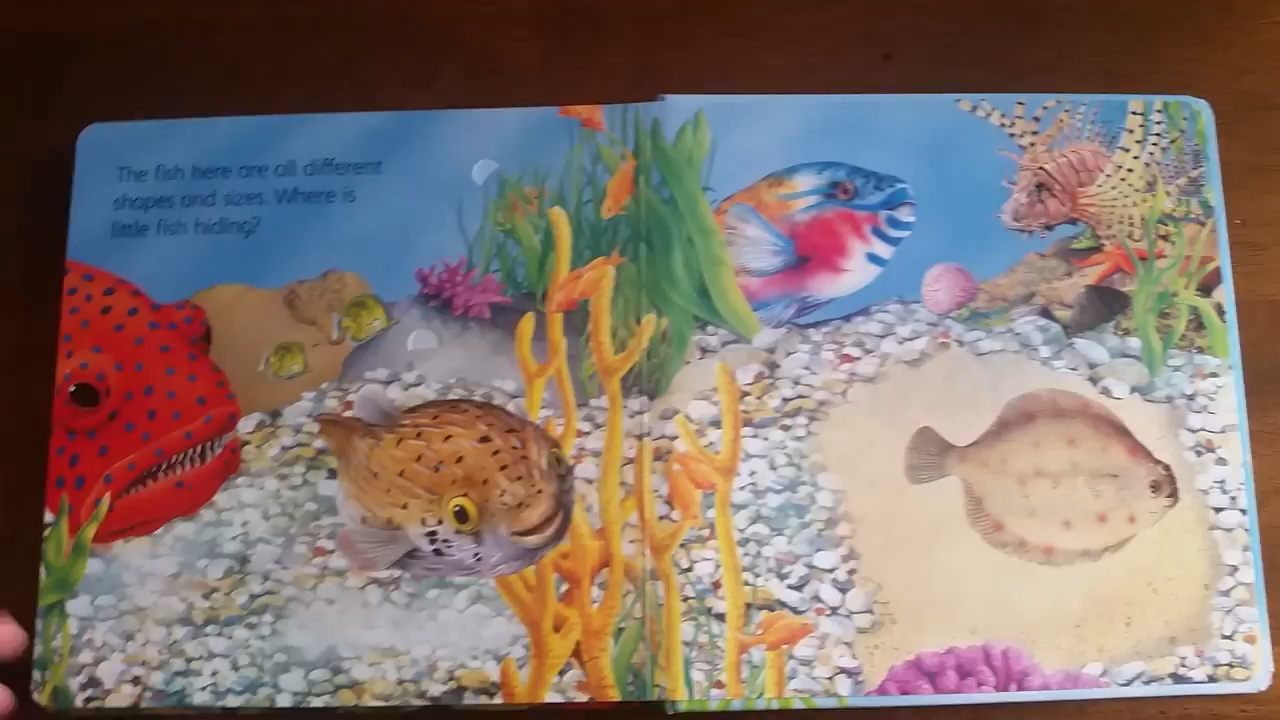 The fish here are all different
shapes and sizes. Where is
little fish hiding?